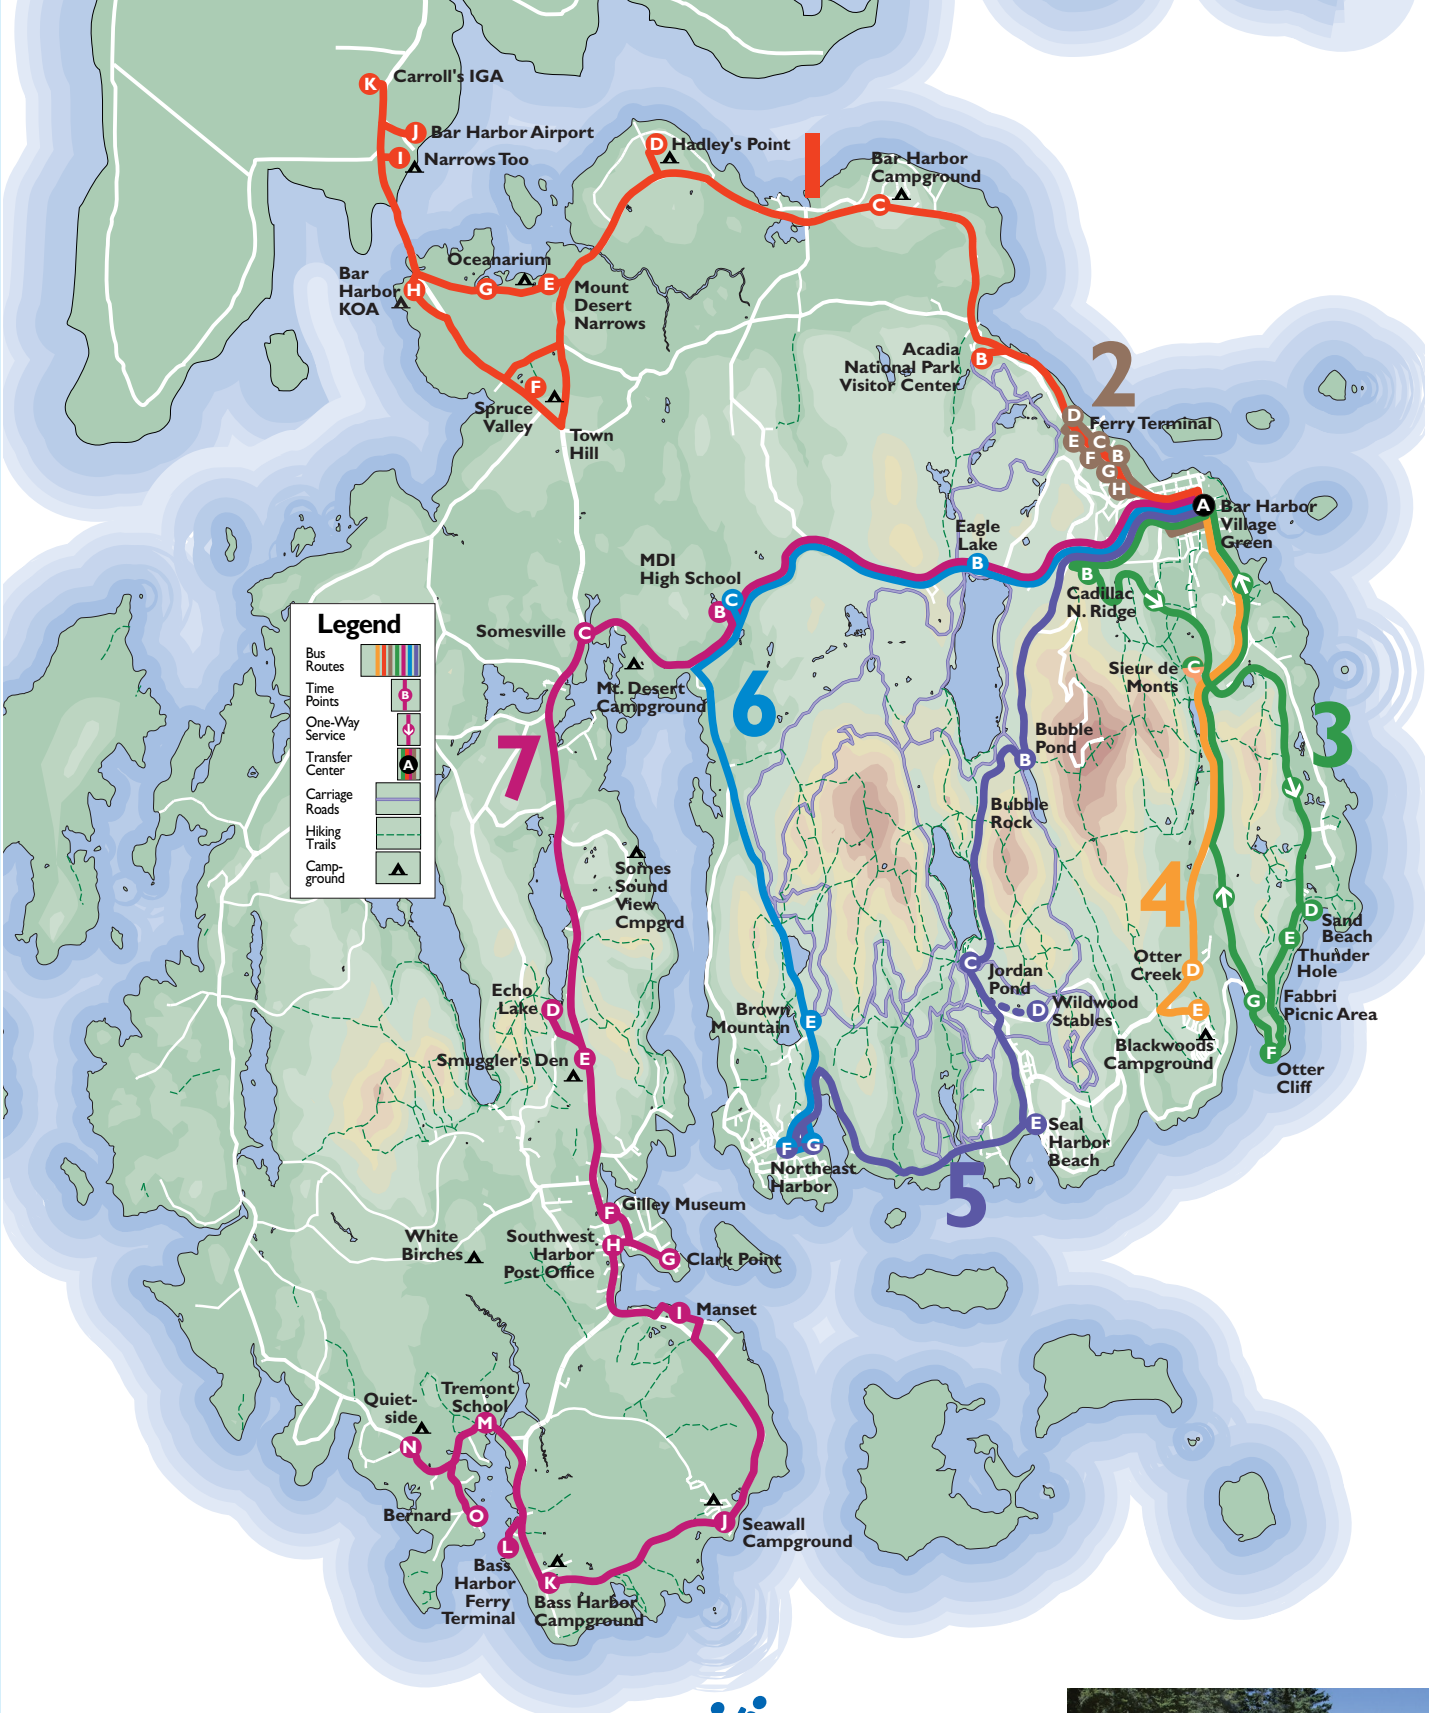 K
Carroll's IGA
J
Bar Harbor Airport
I
Narrows Too
D
Hadley's Point
1
Bar Harbor
Campground
C
Oceanarium
Bar
Harbor
KOA
H
G
E
Mount
Desert
Narrows
Acadia
National Park
Visitor Center
B
2
F
Spruce
Valley
Town
Hill
D
Ferry Terminal
E
C
F
B
G
H
A
Bar Harbor
Village
Green
Eagle
Lake
B
MDI
High School
C
B
B
Cadillac
N. Ridge
Somesville
C
Mt. Desert
Campground
6
Sieur de
Monts
C
3
7
Bubble
Pond
B
Bubble
Rock
Legend
Bus
Routes
Time
Points
B
One-Way
Service
Transfer
Center
A
Carriage
Roads
Hiking
Trails
Camp-
ground
Somes
Sound
View
Cmpgrd
4
D
Sand
Beach
E
Thunder
Hole
Otter
Creek
D
C
Jordan
Pond
D
Wildwood
Stables
G
Fabbri
Picnic Area
E
Blackwoods
Campground
F
Otter
Cliff
Echo
Lake
D
Smuggler's Den
E
Brown
Mountain
E
E
Seal
Harbor
Beach
F
G
Northeast
Harbor
5
F
Gilley Museum
White
Birches
Southwest
Harbor
Post Office
H
G
Clark Point
I
Manset
Quiet-
side
Tremont
School
M
N
Bernard
O
L
Bass
Harbor
Ferry
Terminal
J
Seawall
Campground
K
Bass Harbor
Campground